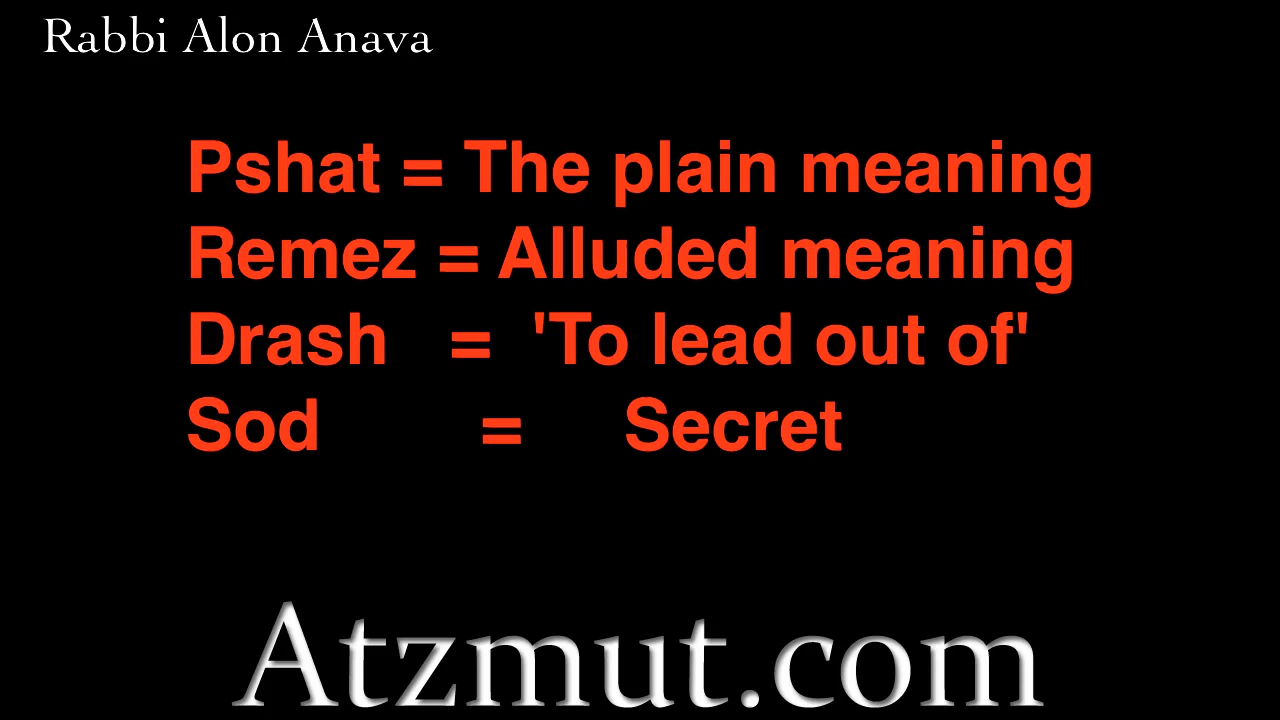 Rabbi Alon Anava
Pshat = The plain meaning
Remez = Alluded meaning
Drash = 'To lead out of'
Sod = Secret
Atzmut.com